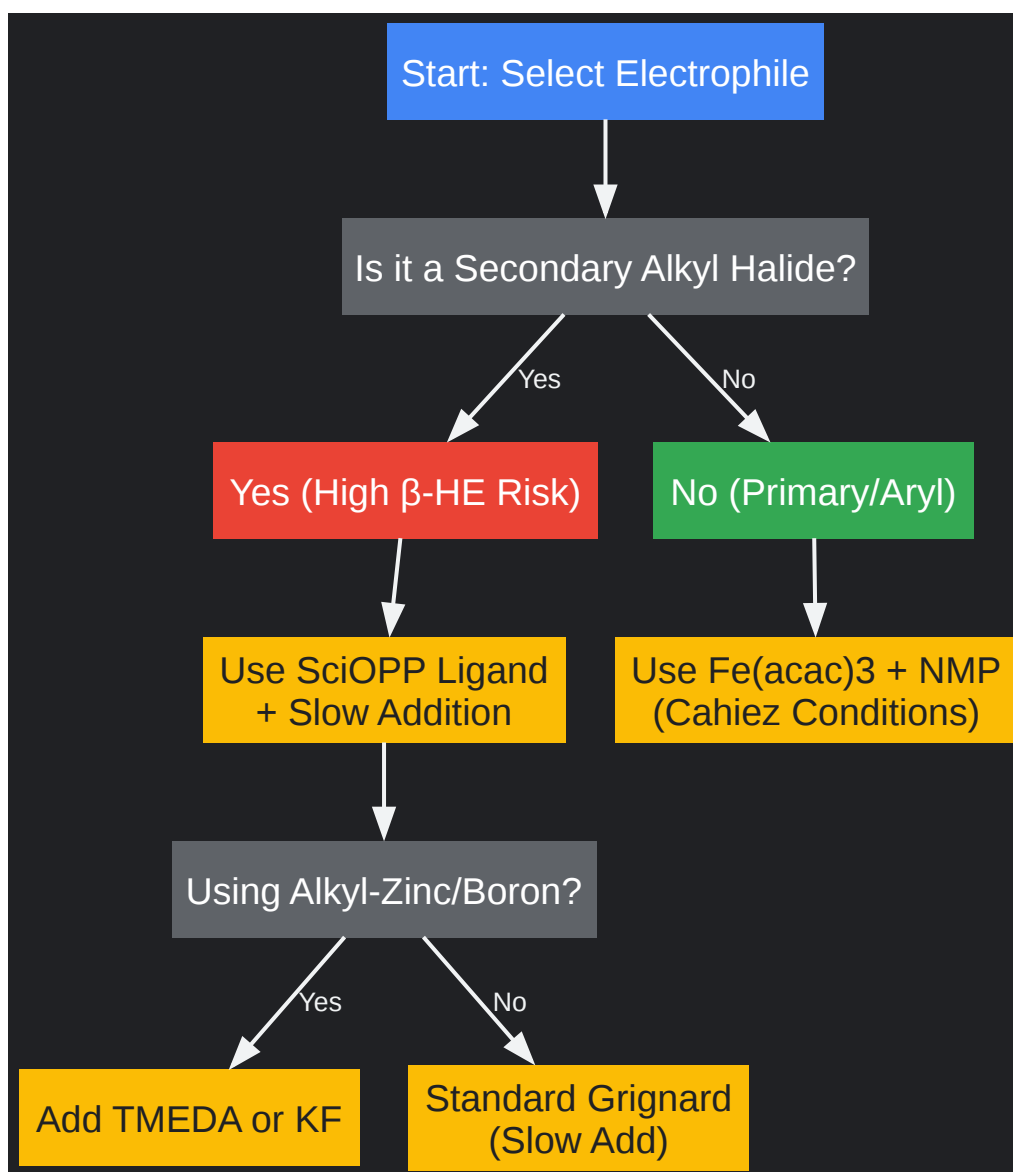 Start: Select Electrophile
Is it a Secondary Alkyl Halide?
Yes
No
Yes (High β-HE Risk)
No (Primary/Aryl)
Use SciOPP Ligand
+ Slow Addition
Use Fe(acac)3 + NMP
(Cahiez Conditions)
Using Alkyl-Zinc/Boron?
Yes
No
Add TMEDA or KF
Standard Grignard
(Slow Add)